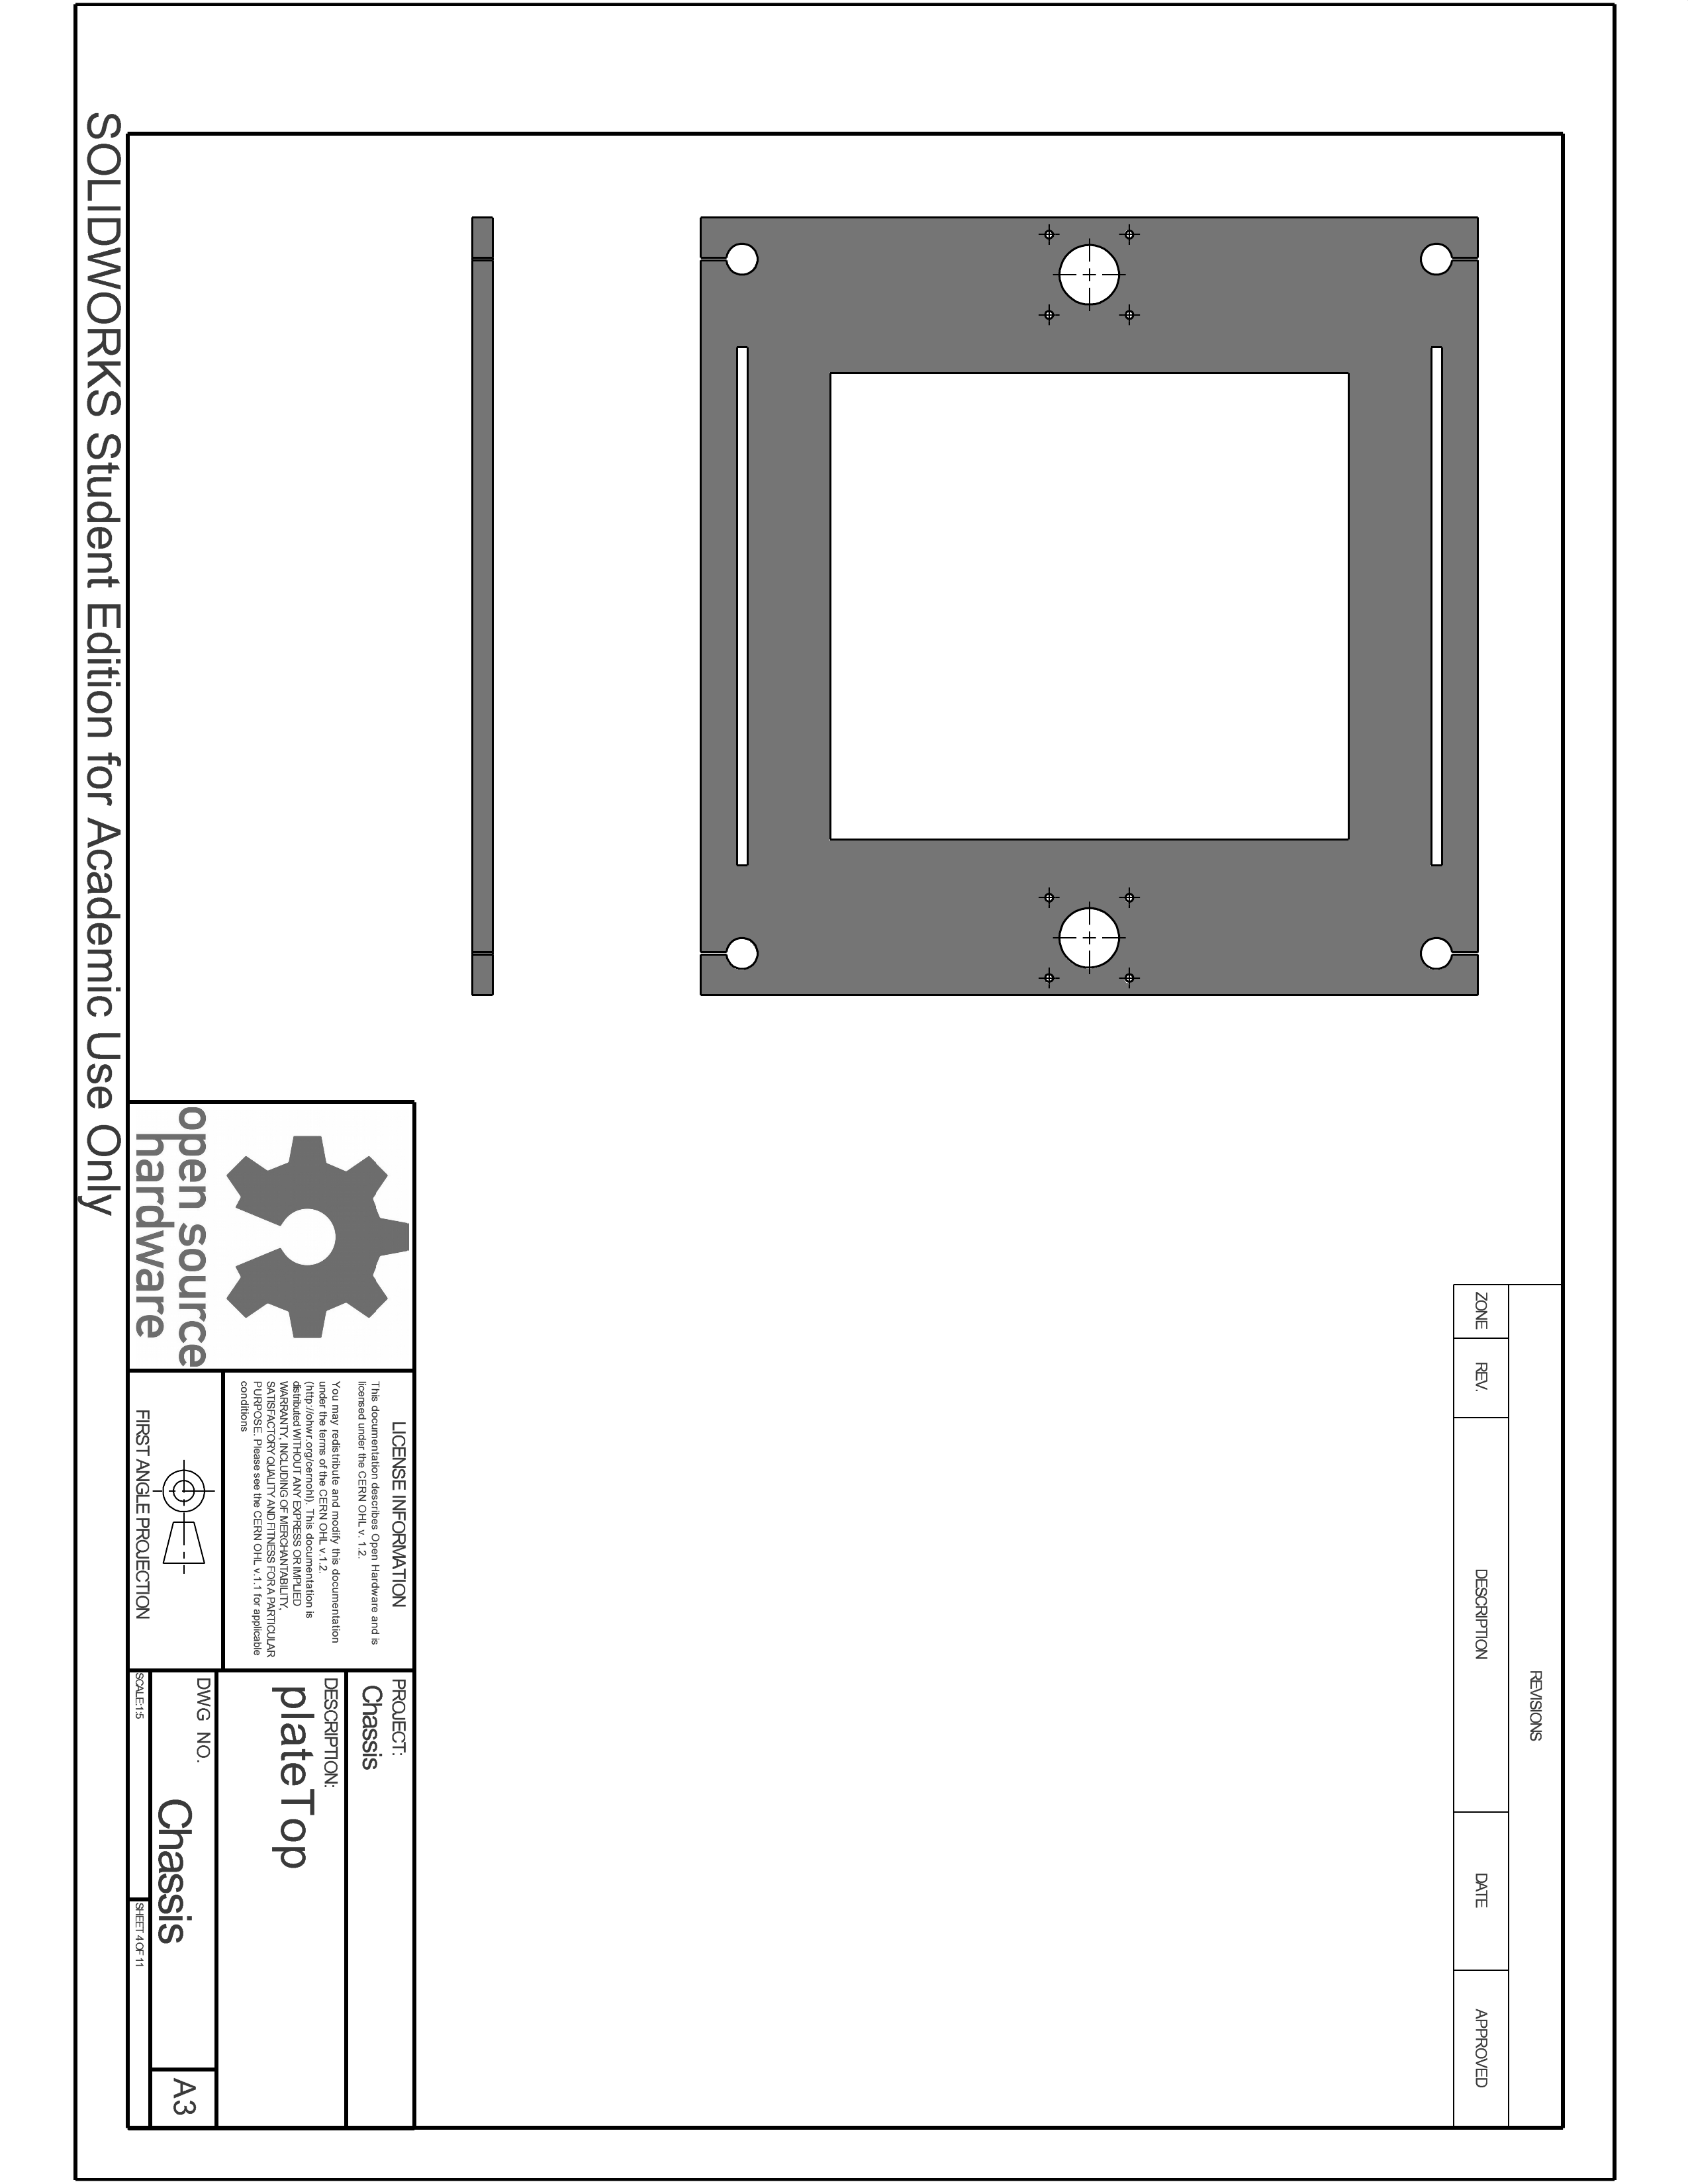 REVISIONS
ZONE
REV.
DESCRIPTION
DATE
APPROVED
open source
hardware
LICENSE INFORMATION
This documentation describes Open Hardware and is
licensed under the CERN OHL v. 1.2.
You may redistribute and modify this documentation
under the terms of the CERN OHL v.1.2.
(http://ohwr.org/cernohl). This documentation is
distributed WITHOUT ANY EXPRESS OR IMPLIED
WARRANTY, INCLUDING OF MERCHANTABILITY,
SATISFACTORY QUALITY AND FITNESS FOR A PARTICULAR
PURPOSE. Please see the CERN OHL v.1.1 for applicable
conditions
FIRST ANGLE PROJECTION
PROJECT:
Chassis
DESCRIPTION:
plateTop
DWG NO.
Chassis
A3
SCALE:1:5
SHEET 4 OF 11
SOLIDWORKS Student Edition for Academic Use Only